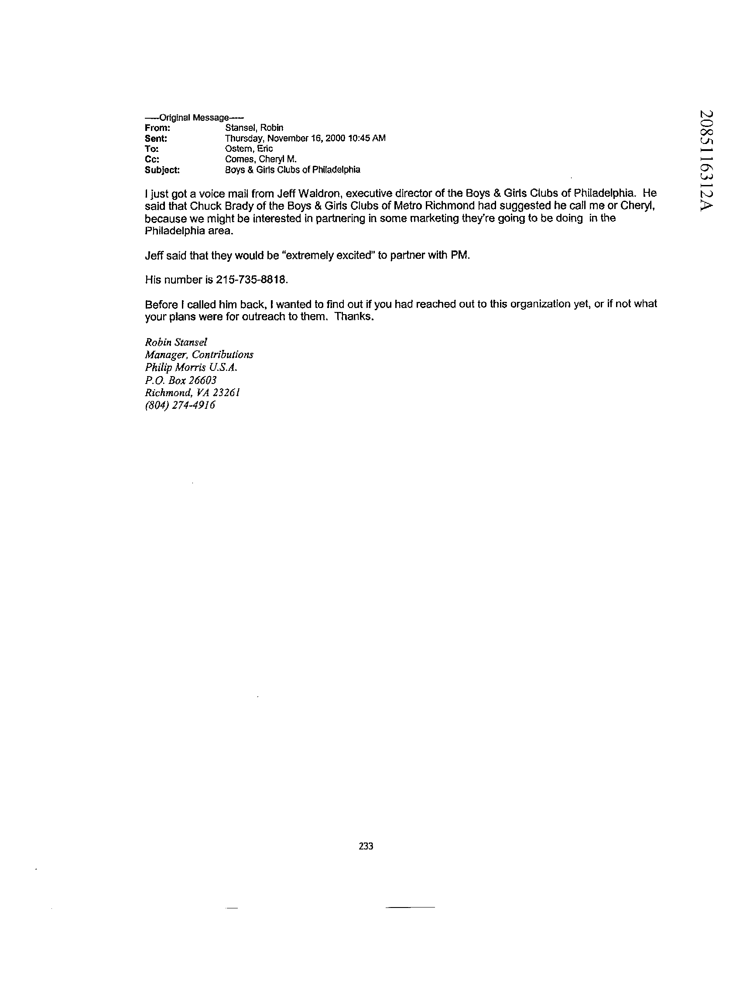 -----Original Message-----
From: Stansel, Robin
Sent: Thursday, November 16, 2000 10:45 AM
To: Ostern, Eric
Cc: Comes, Cheryl M.
Subject: Boys & Girls Clubs of Philadelphia
I just got a voice mail from Jeff Waldron, executive director of the Boys & Girls Clubs of Philadelphia. He
said that Chuck Brady of the Boys & Girls Clubs of Metro Richmond had suggested he call me or Cheryl,
because we might be interested in partnering in some marketing they're going to be doing in the
Philadelphia area.
Jeff said that they would be "extremely excited" to partner with PM.
His number is 215-735-8818.
Before I called him back, I wanted to find out if you had reached out to this organization yet, or if not what
your plans were for outreach to them. Thanks.
Robin Stansel
Manager, Contributions
Philip Morris U.S.A.
P.O. Box 26603
Richmond, VA 23261
(804) 274-4916
2085116312A
233